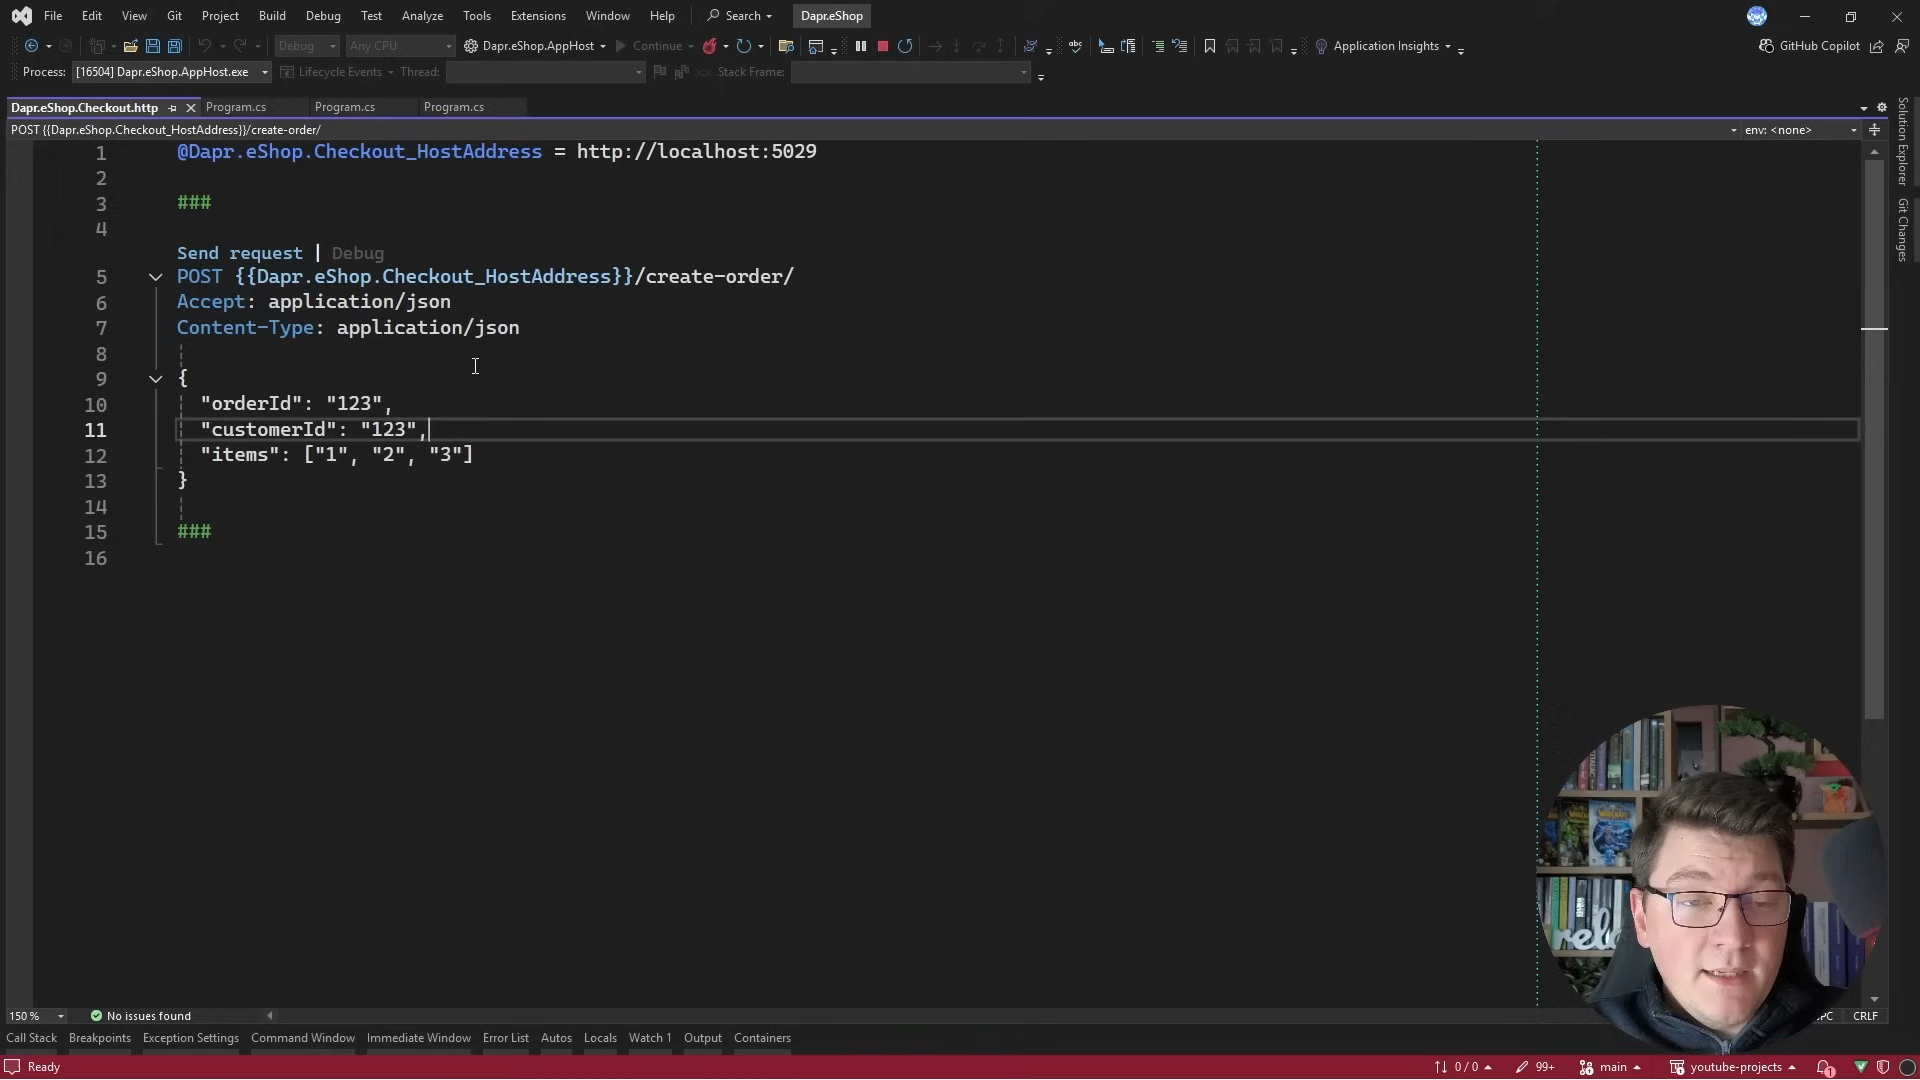 File Edit View Git Project Build Debug Test Analyze Tools Extensions Window Help Search Dapr.eShop
Debug Any CPU Dapr.eShop.AppHost Continue Application Insights GitHub Copilot
Process: [16504] Dapr.eShop.AppHost.exe Lifecycle Events Thread: Stack Frame:
Dapr.eShop.Checkout.http Program.cs Program.cs Program.cs
POST {{Dapr.eShop.Checkout_HostAddress}}/create-order/ env: <none>
1 @Dapr.eShop.Checkout_HostAddress = http://localhost:5029
2
3 ###
4
Send request | Debug
5 POST {{Dapr.eShop.Checkout_HostAddress}}/create-order/
6 Accept: application/json
7 Content-Type: application/json
8
9 {
10 "orderId": "123",
11 "customerId": "123",
12 "items": ["1", "2", "3"]
13 }
14
15 ###
16
Solution Explorer
Git Changes
150 % No issues found CRLF
Call Stack Breakpoints Exception Settings Command Window Immediate Window Error List Autos Locals Watch 1 Output Containers
Ready 0 / 0 99+ main youtube-projects 1